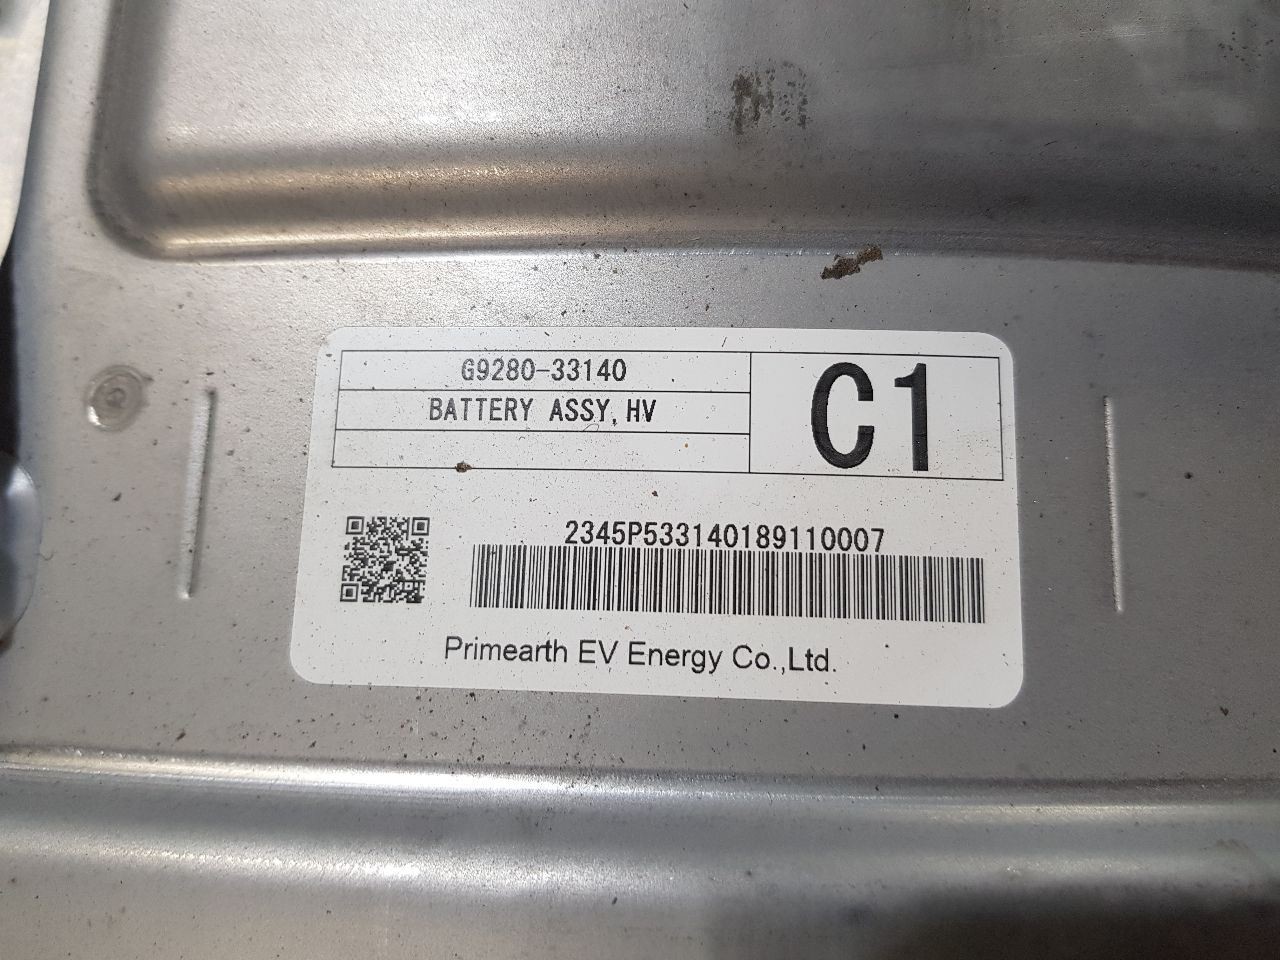 G9280-33140
BATTERY ASSY, HV
C1
2345P533140189110007
Primearth EV Energy Co.,Ltd.